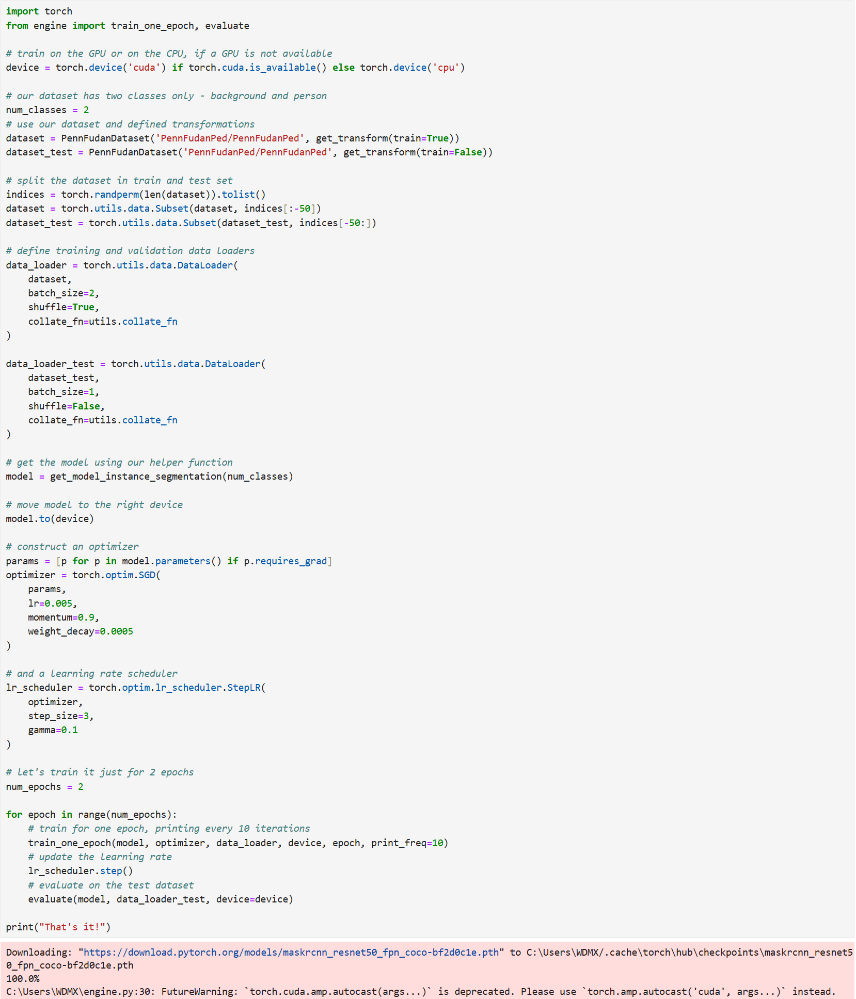 import torch
from engine import train_one_epoch, evaluate

# train on the GPU or on the CPU, if a GPU is not available
device = torch.device('cuda') if torch.cuda.is_available() else torch.device('cpu')

# our dataset has two classes only - background and person
num_classes = 2
# use our dataset and defined transformations
dataset = PennFudanDataset('PennFudanPed/PennFudanPed', get_transform(train=True))
dataset_test = PennFudanDataset('PennFudanPed/PennFudanPed', get_transform(train=False))

# split the dataset in train and test set
indices = torch.randperm(len(dataset)).tolist()
dataset = torch.utils.data.Subset(dataset, indices[:-50])
dataset_test = torch.utils.data.Subset(dataset_test, indices[-50:])

# define training and validation data loaders
data_loader = torch.utils.data.DataLoader(
    dataset,
    batch_size=2,
    shuffle=True,
    collate_fn=utils.collate_fn
)

data_loader_test = torch.utils.data.DataLoader(
    dataset_test,
    batch_size=1,
    shuffle=False,
    collate_fn=utils.collate_fn
)

# get the model using our helper function
model = get_model_instance_segmentation(num_classes)

# move model to the right device
model.to(device)

# construct an optimizer
params = [p for p in model.parameters() if p.requires_grad]
optimizer = torch.optim.SGD(
    params,
    lr=0.005,
    momentum=0.9,
    weight_decay=0.0005
)

# and a learning rate scheduler
lr_scheduler = torch.optim.lr_scheduler.StepLR(
    optimizer,
    step_size=3,
    gamma=0.1
)

# let's train it just for 2 epochs
num_epochs = 2

for epoch in range(num_epochs):
    # train for one epoch, printing every 10 iterations
    train_one_epoch(model, optimizer, data_loader, device, epoch, print_freq=10)
    # update the learning rate
    lr_scheduler.step()
    # evaluate on the test dataset
    evaluate(model, data_loader_test, device=device)

print("That's it!")
Downloading: "https://download.pytorch.org/models/maskrcnn_resnet50_fpn_coco-bf2d0c1e.pth" to C:\Users\WDMX/.cache\torch\hub\checkpoints\maskrcnn_resnet5
0_fpn_coco-bf2d0c1e.pth
100.0%
C:\Users\WDMX\engine.py:30: FutureWarning: `torch.cuda.amp.autocast(args...)` is deprecated. Please use `torch.amp.autocast('cuda', args...)` instead.